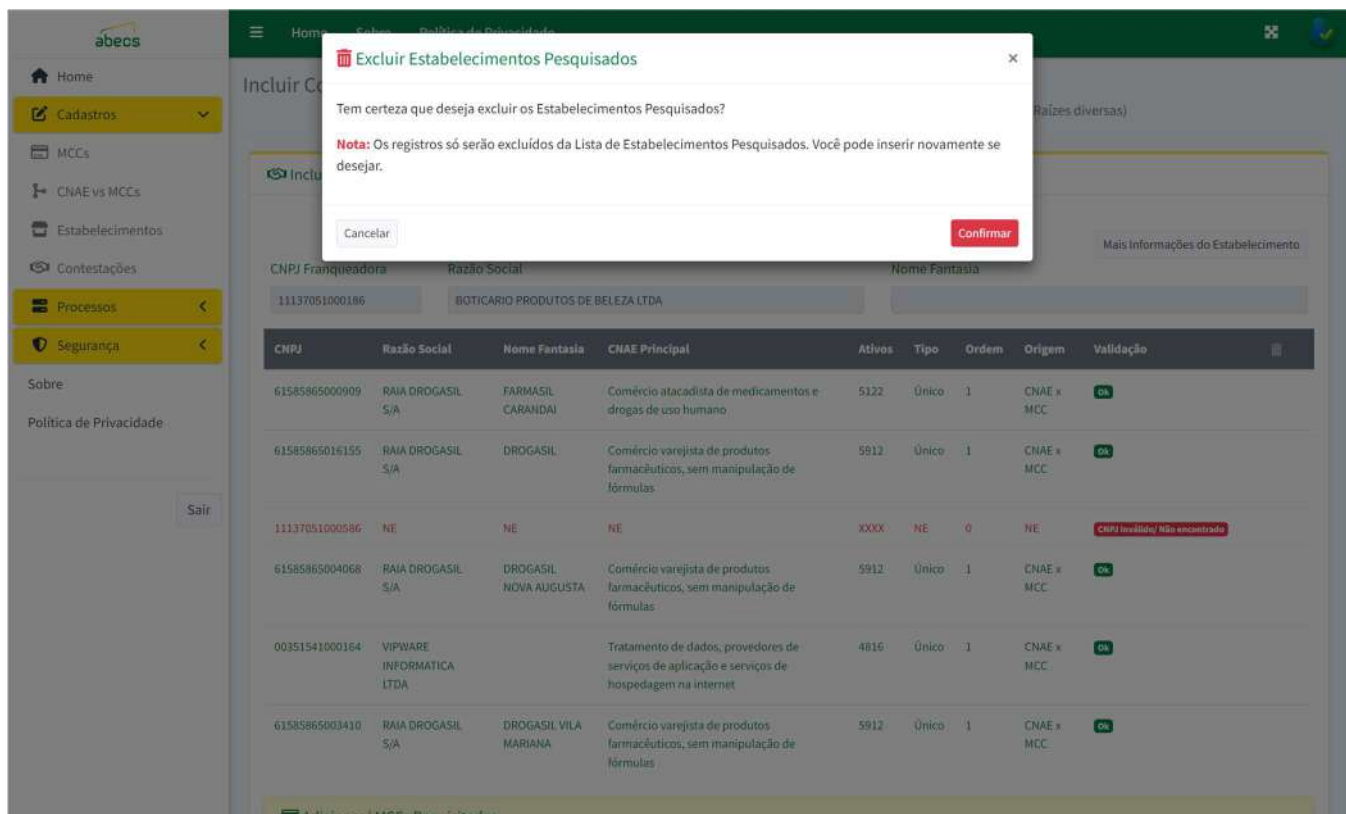 abecs
Home Sobre Política de Privacidade
Home
Cadastros
MCCs
CNAE vs MCCs
Estabelecimentos
Contestações
Processos
Segurança
Sobre
Política de Privacidade
Sair
Incluir
Raízes diversas)
Excluir Estabelecimentos Pesquisados
×
Tem certeza que deseja excluir os Estabelecimentos Pesquisados?
Nota: Os registros só serão excluídos da Lista de Estabelecimentos Pesquisados. Você pode inserir novamente se
desejar.
Cancelar
Confirmar
Mais Informações do Estabelecimento
CNPJ Franqueadora Razão Social Nome Fantasia
11137051000186 BOTICARIO PRODUTOS DE BELEZA LTDA
CNPJ Razão Social Nome Fantasia CNAE Principal Ativos Tipo Ordem Origem Validação
61585865000909 RAIA DROGASIL FARMASIL Comércio atacadista de medicamentos e 5122 Único 1 CNAE x Ok
S/A CARANDAI drogas de uso humano MCC
61585865016155 RAIA DROGASIL DROGASIL Comércio varejista de produtos 5912 Único 1 CNAE x Ok
S/A farmacêuticos, sem manipulação de MCC
fórmulas
11137051000586 NE NE NE XXXX NE 0 NE CNPJ Inválido/ Não encontrado
61585865004068 RAIA DROGASIL DROGASIL Comércio varejista de produtos 5912 Único 1 CNAE x Ok
S/A NOVA AUGUSTA farmacêuticos, sem manipulação de MCC
fórmulas
00351541000164 VIPWARE Tratamento de dados, provedores de 4816 Único 1 CNAE x Ok
INFORMATICA serviços de aplicação e serviços de MCC
LTDA hospedagem na internet
61585865003410 RAIA DROGASIL DROGASIL VILA Comércio varejista de produtos 5912 Único 1 CNAE x Ok
S/A MARIANA farmacêuticos, sem manipulação de MCC
fórmulas